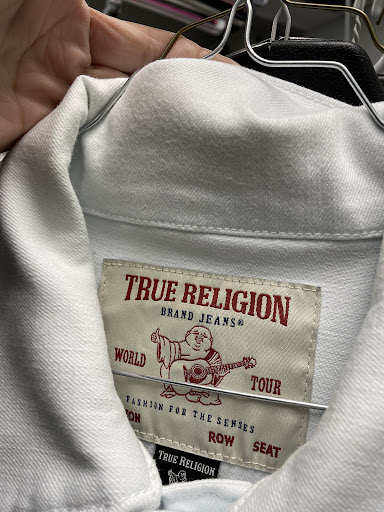 TRUE RELIGION
BRAND JEANS®
WORLD TOUR
FASHION FOR THE SENSES
ROW SEAT
TRUE RELIGION